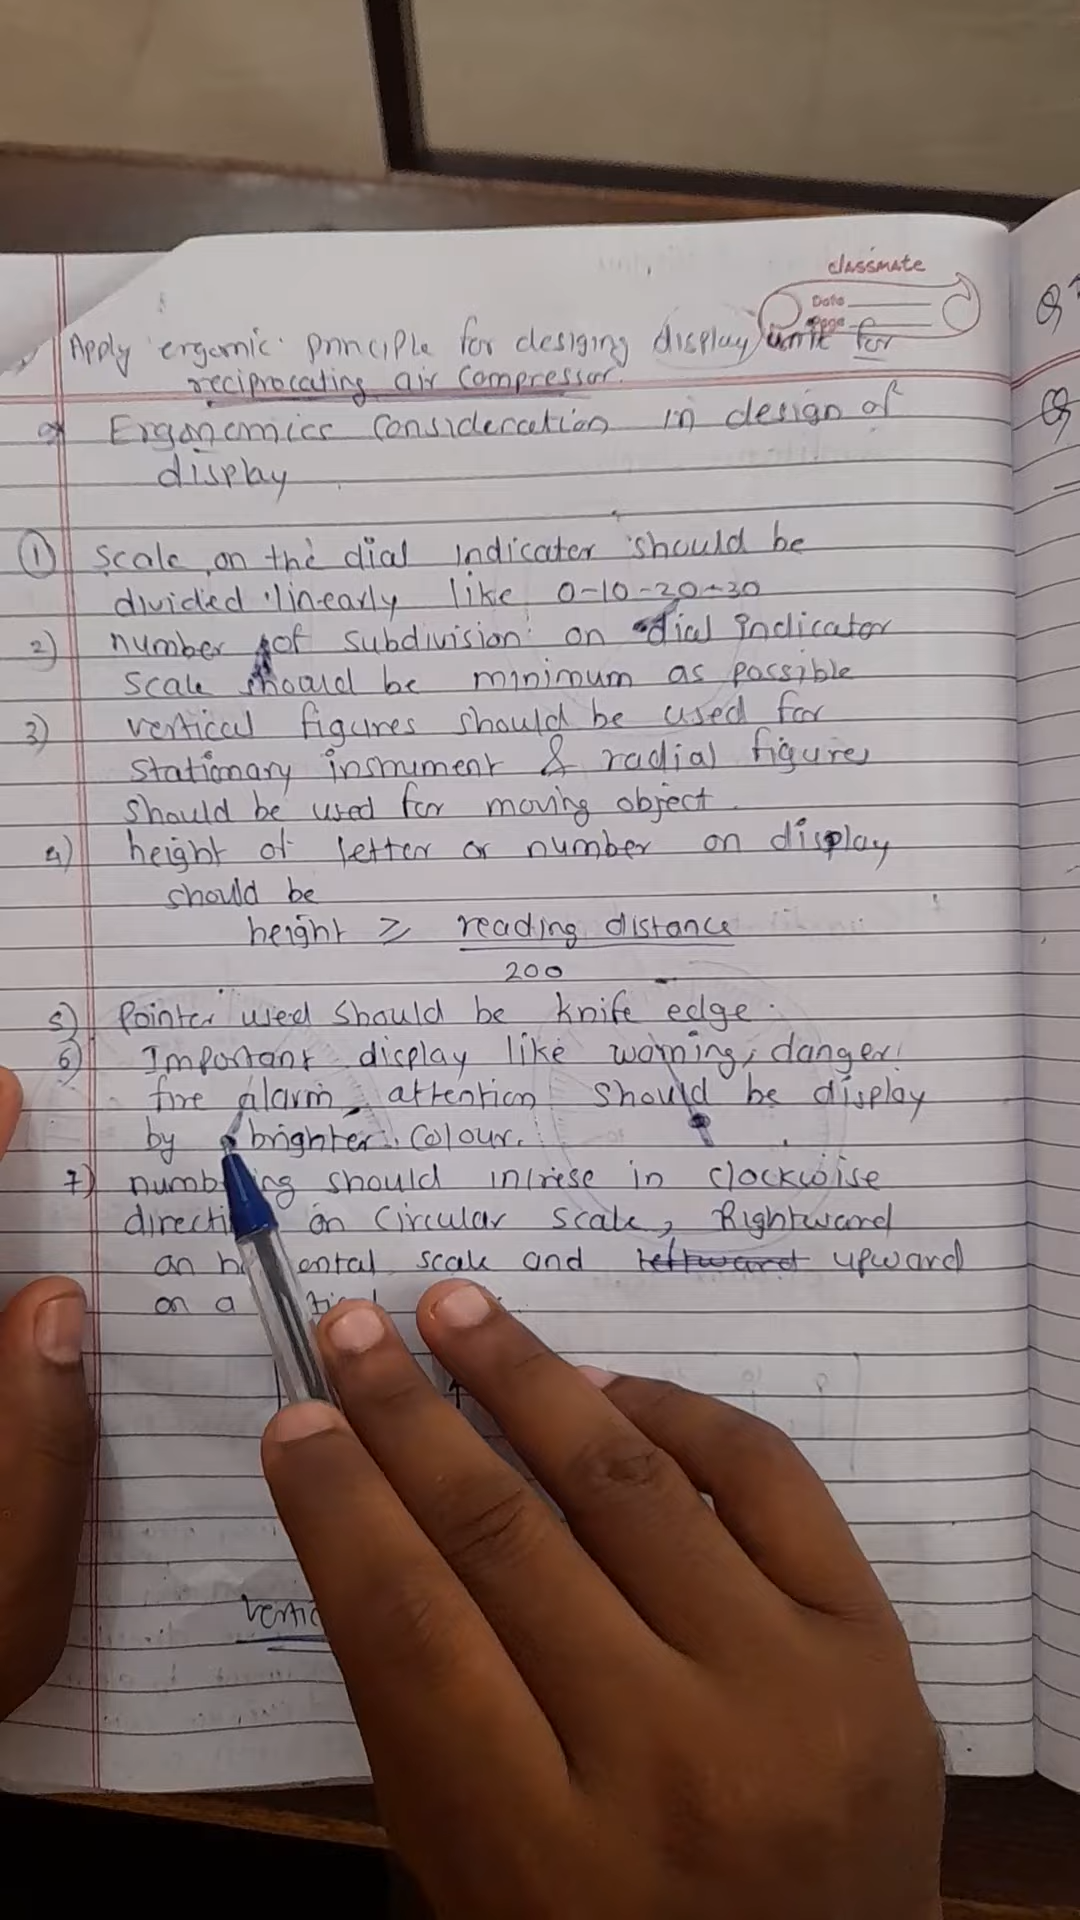 classmate
Date
Page
Apply ergomic principle for desiging display unit for
reciprocating air compressor.
Ergonomics Consideration in design of
display
1 scale on the dial indicator should be
divided linearly like 0-10-20-30
2) number of subdivision on dial indicator
scale should be minimum as possible
3) vertical figures should be used for
stationary instrument & radial figures
should be used for moving object.
4) height of letter or number on display
should be
height ≥ reading distance
200
5) Pointer used should be knife edge.
6) Important display like warning, danger
fire alarm, attention should be display
by brighter colour.
7) should increse in clockwise
on Circular scale, Rightward
scale and leftward upward
on a